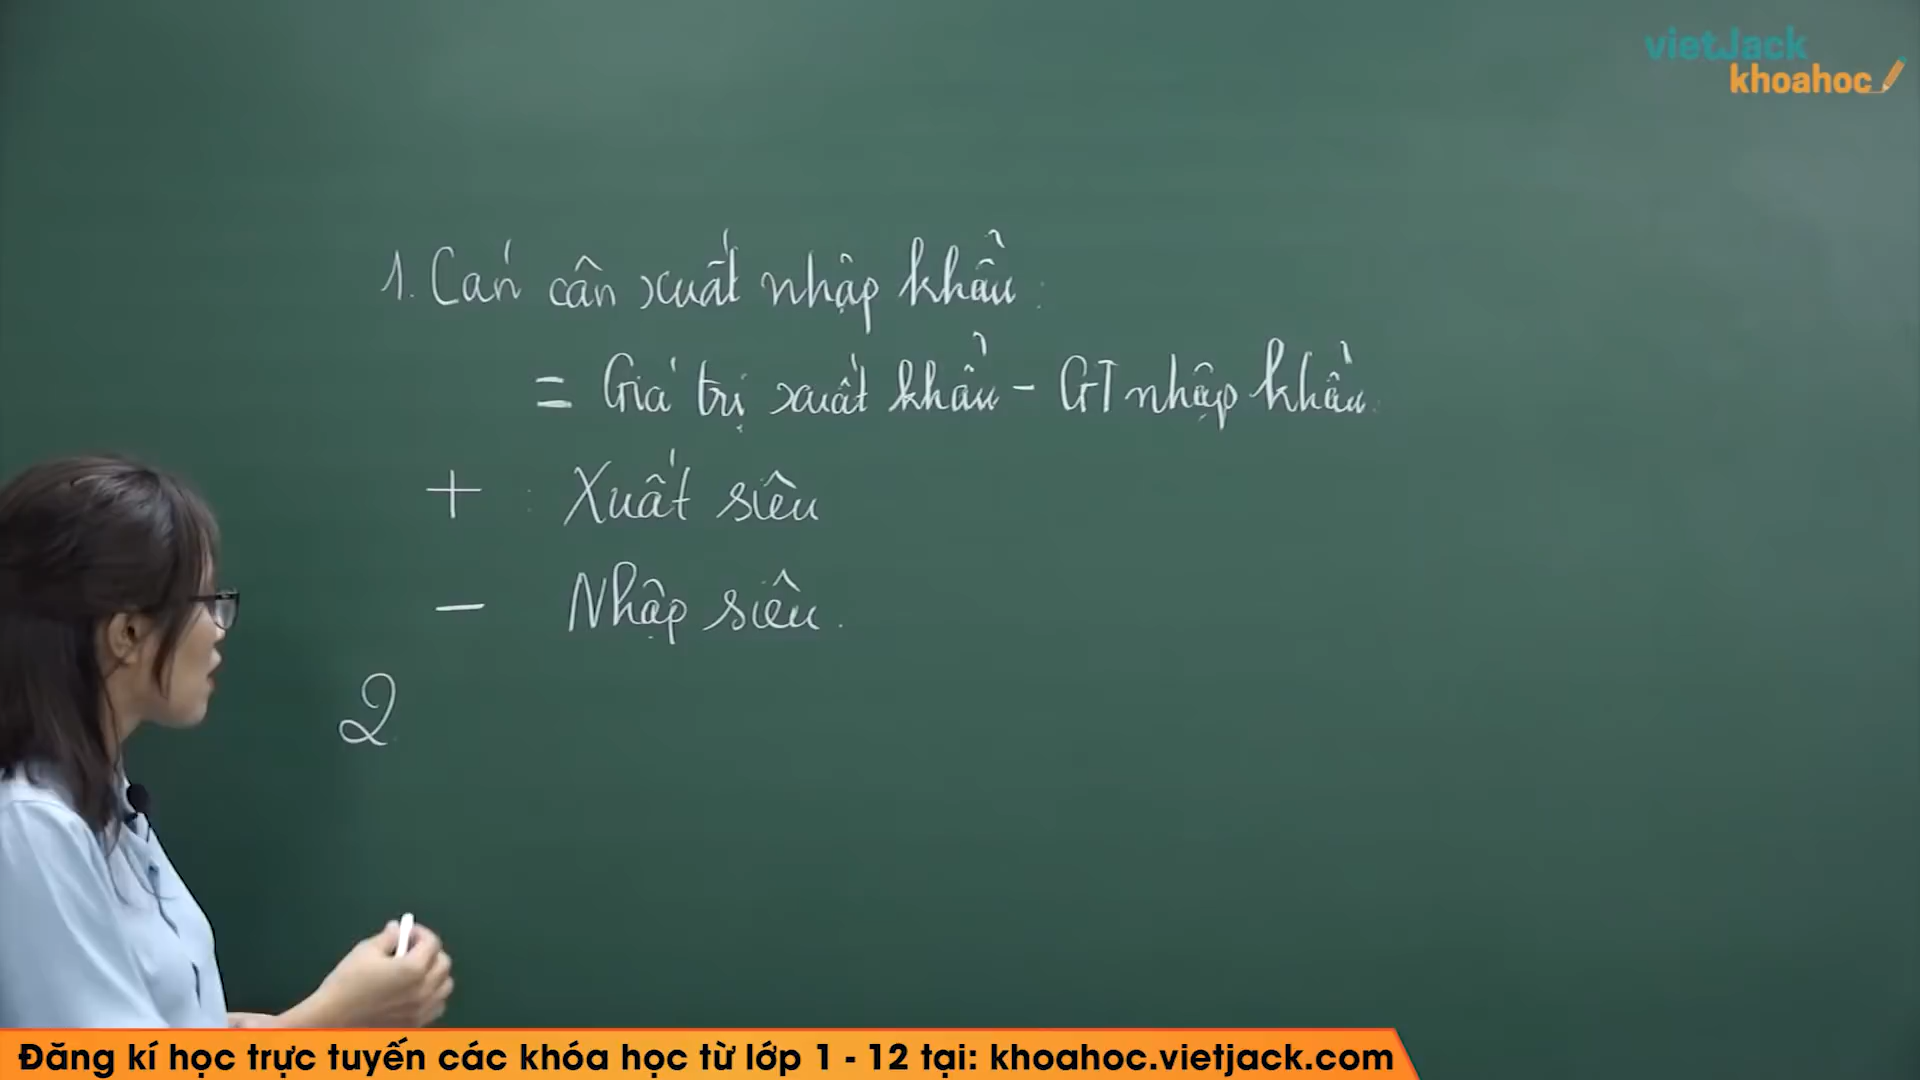 vietJack
khoahoc
1. Cán cân xuất nhập khẩu:
= Giá trị xuất khẩu - GT nhập khẩu.
+ : Xuất siêu
- Nhập siêu.
2
Đăng kí học trực tuyến các khóa học từ lớp 1 - 12 tại: khoahoc.vietjack.com